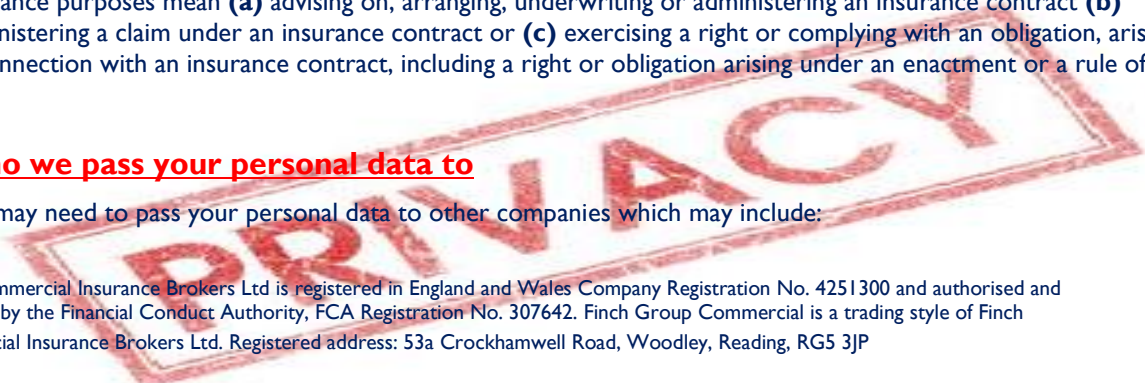 ance purposes mean (a) advising on, arranging, underwriting or administering an insurance contract (b)
nistering a claim under an insurance contract or (c) exercising a right or complying with an obligation, aris
onnection with an insurance contract, including a right or obligation arising under an enactment or a rule of
o we pass your personal data to
may need to pass your personal data to other companies which may include:
PRIVACY
mmercial Insurance Brokers Ltd is registered in England and Wales Company Registration No. 4251300 and authorised and
by the Financial Conduct Authority, FCA Registration No. 307642. Finch Group Commercial is a trading style of Finch
cial Insurance Brokers Ltd. Registered address: 53a Crockhamwell Road, Woodley, Reading, RG5 3JP